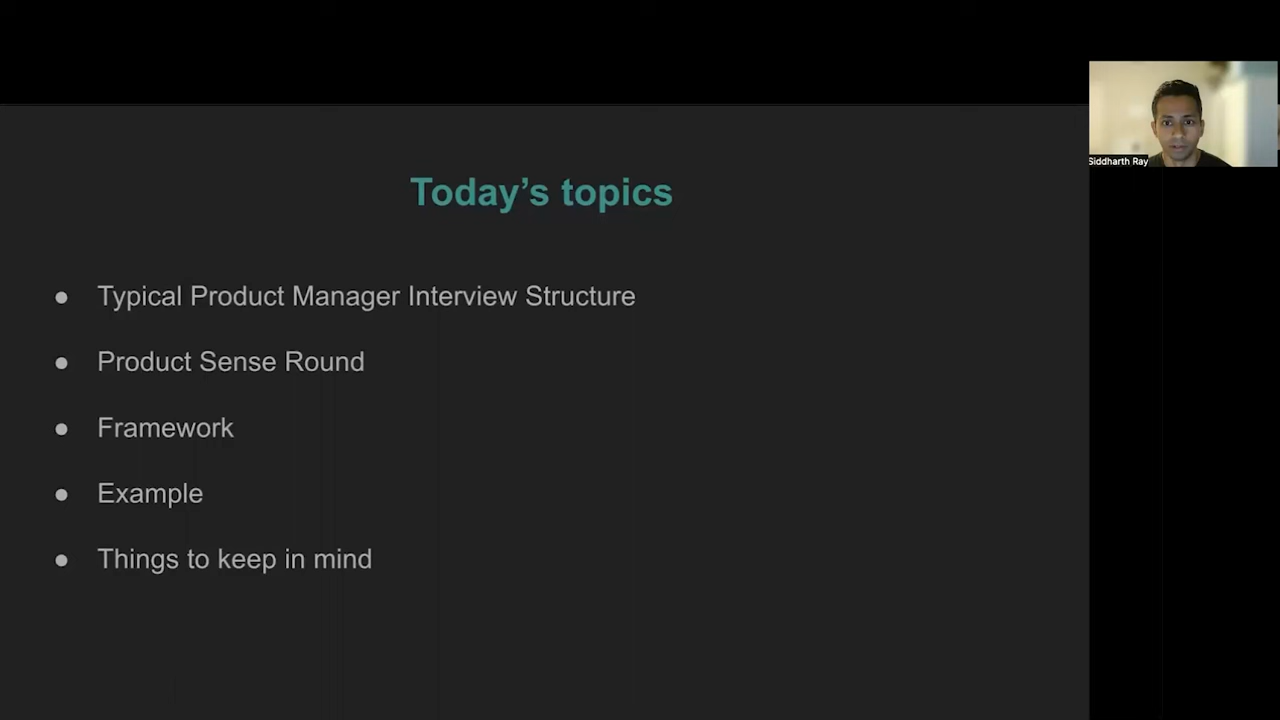 Today’s topics
● Typical Product Manager Interview Structure
● Product Sense Round
● Framework
● Example
● Things to keep in mind
Siddharth Ray